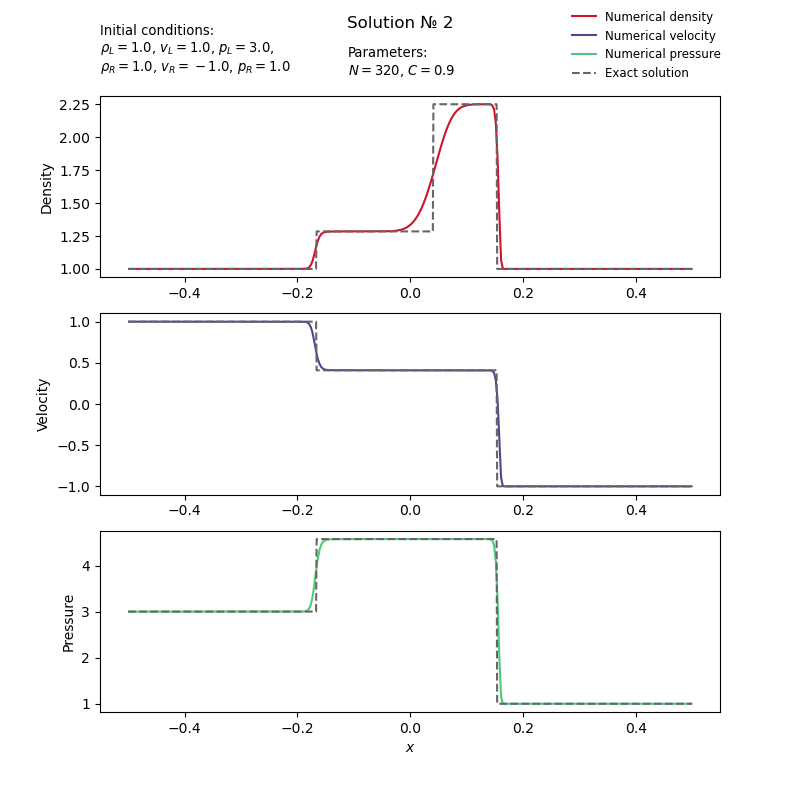 Solution № 2
Initial conditions:
ρ_L = 1.0, v_L = 1.0, p_L = 3.0,
ρ_R = 1.0, v_R = −1.0, p_R = 1.0
Parameters:
N = 320, C = 0.9
Numerical density
Numerical velocity
Numerical pressure
Exact solution
Density
2.25
2.00
1.75
1.50
1.25
1.00
−0.4 −0.2 0.0 0.2 0.4
Velocity
1.0
0.5
0.0
−0.5
−1.0
−0.4 −0.2 0.0 0.2 0.4
Pressure
4
3
2
1
−0.4 −0.2 0.0 0.2 0.4
x